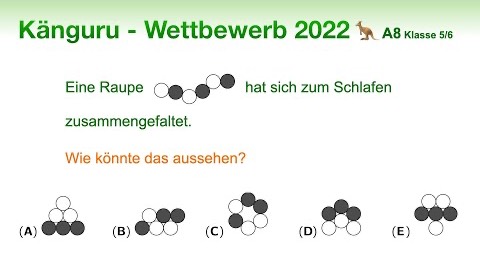 Känguru - Wettbewerb 2022 A8 Klasse 5/6
Eine Raupe hat sich zum Schlafen
zusammengefaltet.
Wie könnte das aussehen?
(A) (B) (C) (D) (E)